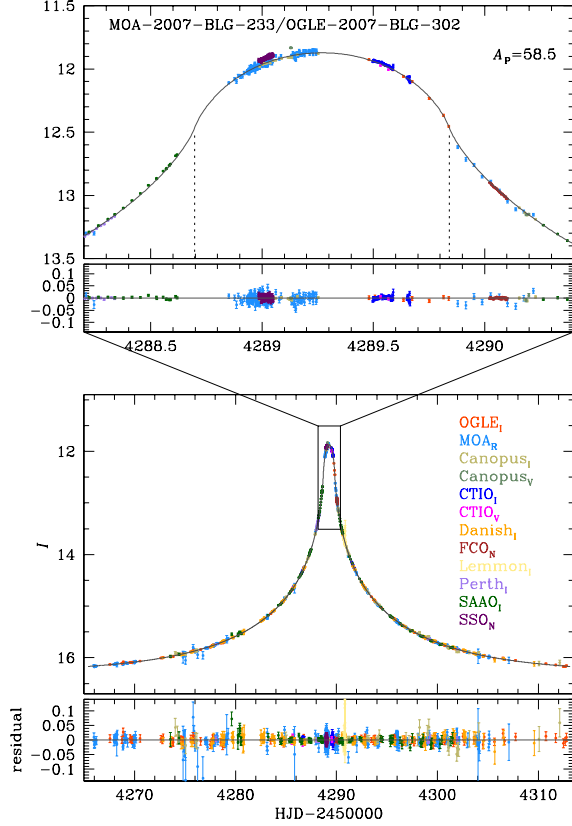 MOA-2007-BLG-233/OGLE-2007-BLG-302
A_P=58.5
11.5
12
12.5
13
13.5
0.1
0.05
0
-0.05
-0.1
4288.5 4289 4289.5 4290
I
12
14
16
OGLE_I
MOA_R
Canopus_I
Canopus_V
CTIO_I
CTIO_V
Danish_I
FCO_N
Lemmon_I
Perth_I
SAAO_I
SSO_N
residual
0.1
0.05
0
-0.05
-0.1
4270 4280 4290 4300 4310
HJD-2450000